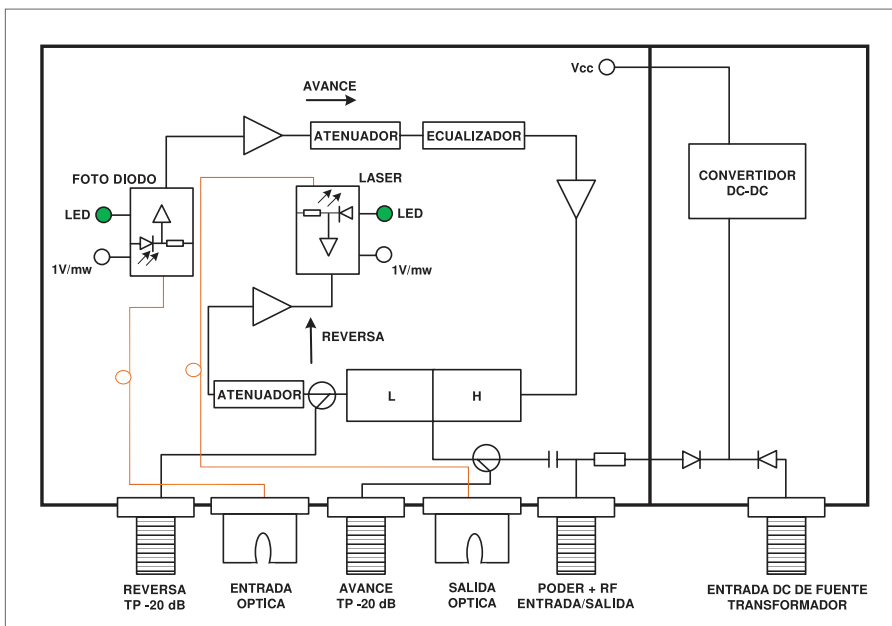 Vcc
AVANCE
ATENUADOR
ECUALIZADOR
FOTO DIODO
LASER
CONVERTIDOR
DC-DC
LED
LED
1V/mw
1V/mw
REVERSA
ATENUADOR
L
H
REVERSA
TP -20 dB
ENTRADA
OPTICA
AVANCE
TP -20 dB
SALIDA
OPTICA
PODER + RF
ENTRADA/SALIDA
ENTRADA DC DE FUENTE
TRANSFORMADOR